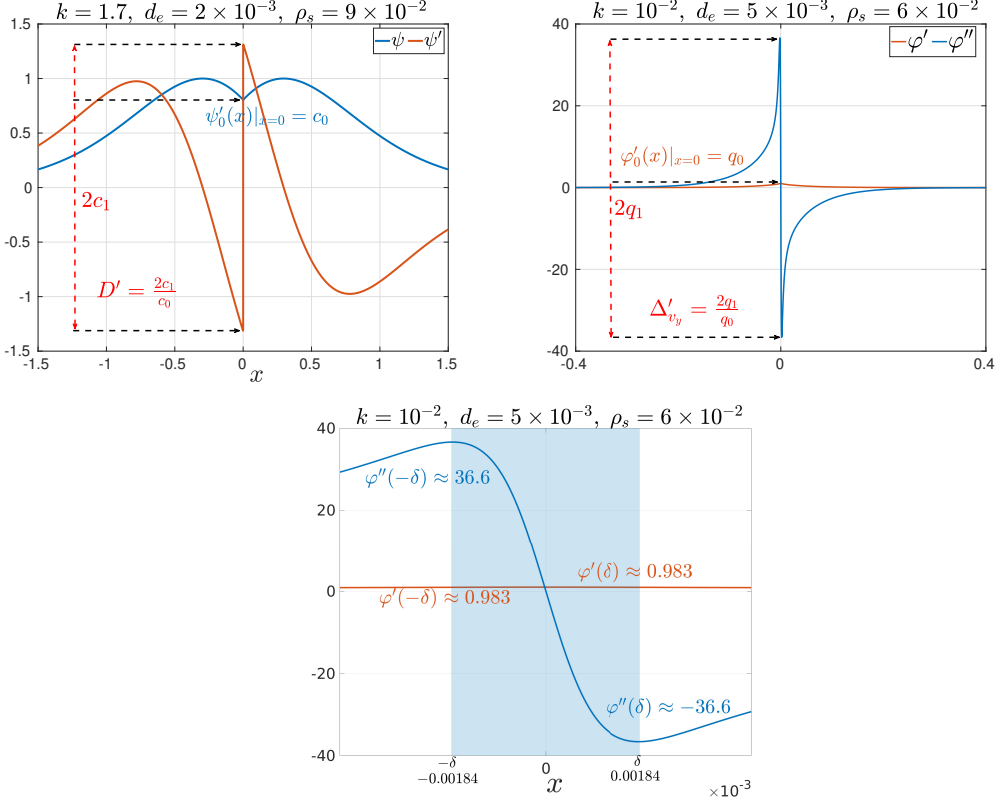 k = 1.7, d_e = 2 × 10^{-3}, ρ_s = 9 × 10^{-2}
1.5
1
0.5
0
-0.5
-1
-1.5
ψ ψ′
ψ′_0(x)|_{x=0} = c_0
2c_1
D′ = \frac{2c_1}{c_0}
-1.5 -1 -0.5 0 0.5 1 1.5
x
k = 10^{-2}, d_e = 5 × 10^{-3}, ρ_s = 6 × 10^{-2}
40
20
0
-20
-40
φ′ φ″
φ′_0(x)|_{x=0} = q_0
2q_1
Δ′_{v_y} = \frac{2q_1}{q_0}
-0.4 0 0.4
k = 10^{-2}, d_e = 5 × 10^{-3}, ρ_s = 6 × 10^{-2}
40
20
0
-20
-40
φ″(−δ) ≈ 36.6
φ′(δ) ≈ 0.983
φ′(−δ) ≈ 0.983
φ″(δ) ≈ −36.6
−δ 0 δ
−0.00184 0.00184
x
×10^{-3}